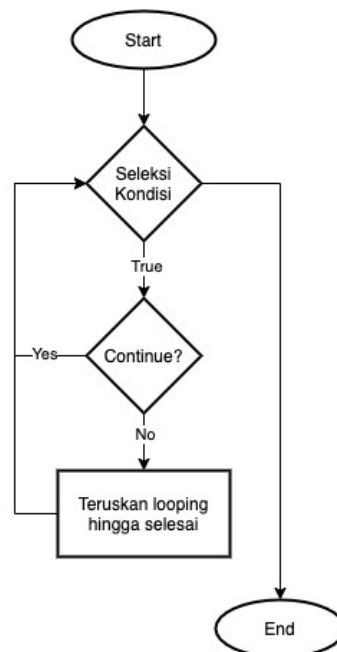 Start
Seleksi
Kondisi
True
Continue?
Yes
No
Teruskan looping
hingga selesai
End